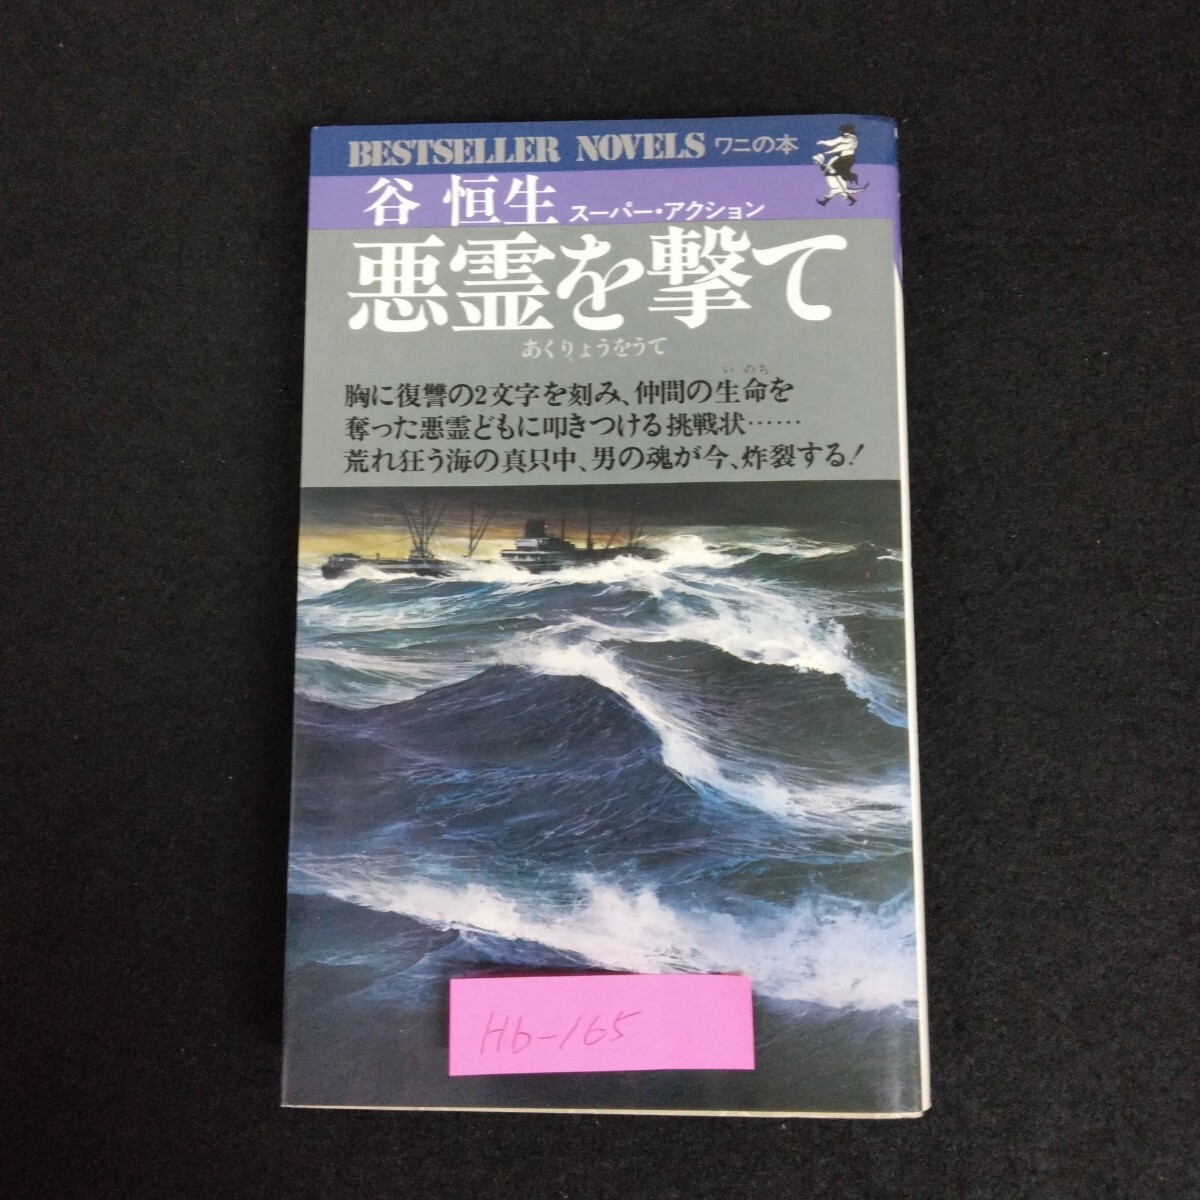 BESTSELLER NOVELS ワニの本
谷 恒生 スーパー・アクション
悪霊を撃て
あくりょうをうて
いのち
胸に復讐の2文字を刻み、仲間の生命を
奪った悪霊どもに叩きつける挑戦状……
荒れ狂う海の真只中、男の魂が今、炸裂する!
Hb-165